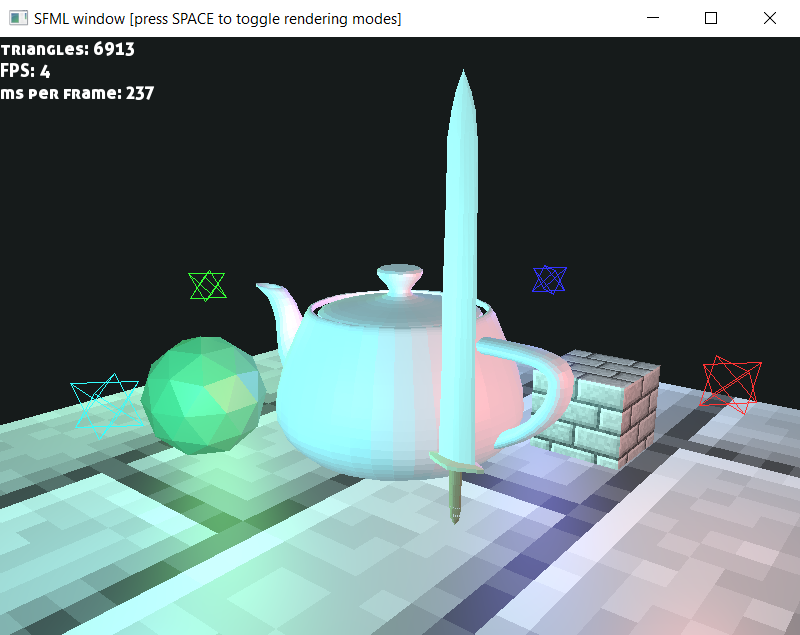 SFML window [press SPACE to toggle rendering modes]
TRIANGLES: 6913
FPS: 4
MS PER FRAME: 237